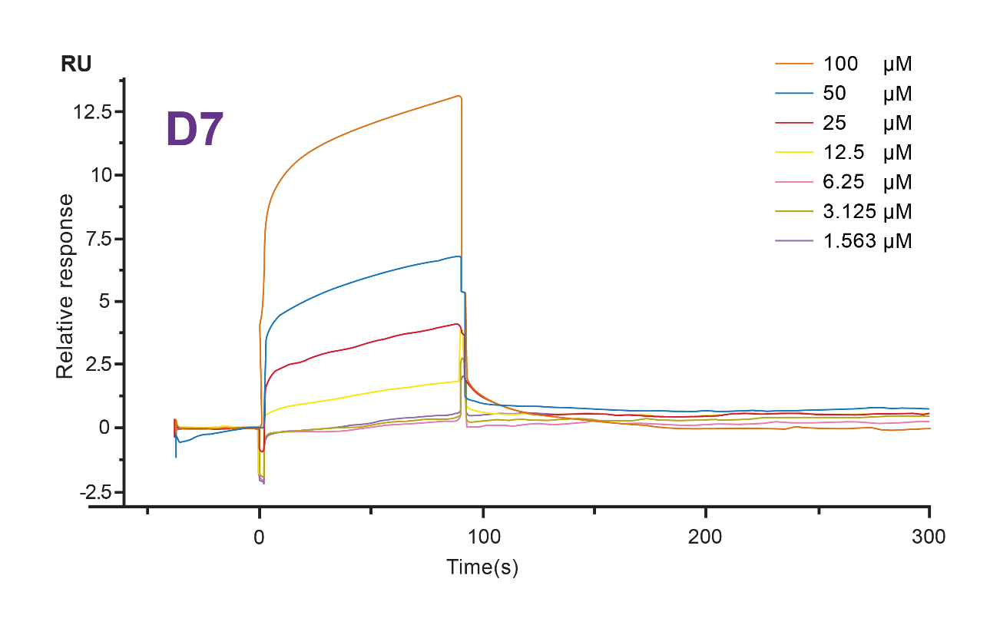 RU
D7
100 µM
50 µM
25 µM
12.5 µM
6.25 µM
3.125 µM
1.563 µM
Relative response
12.5
10
7.5
5
2.5
0
-2.5
0 100 200 300
Time(s)